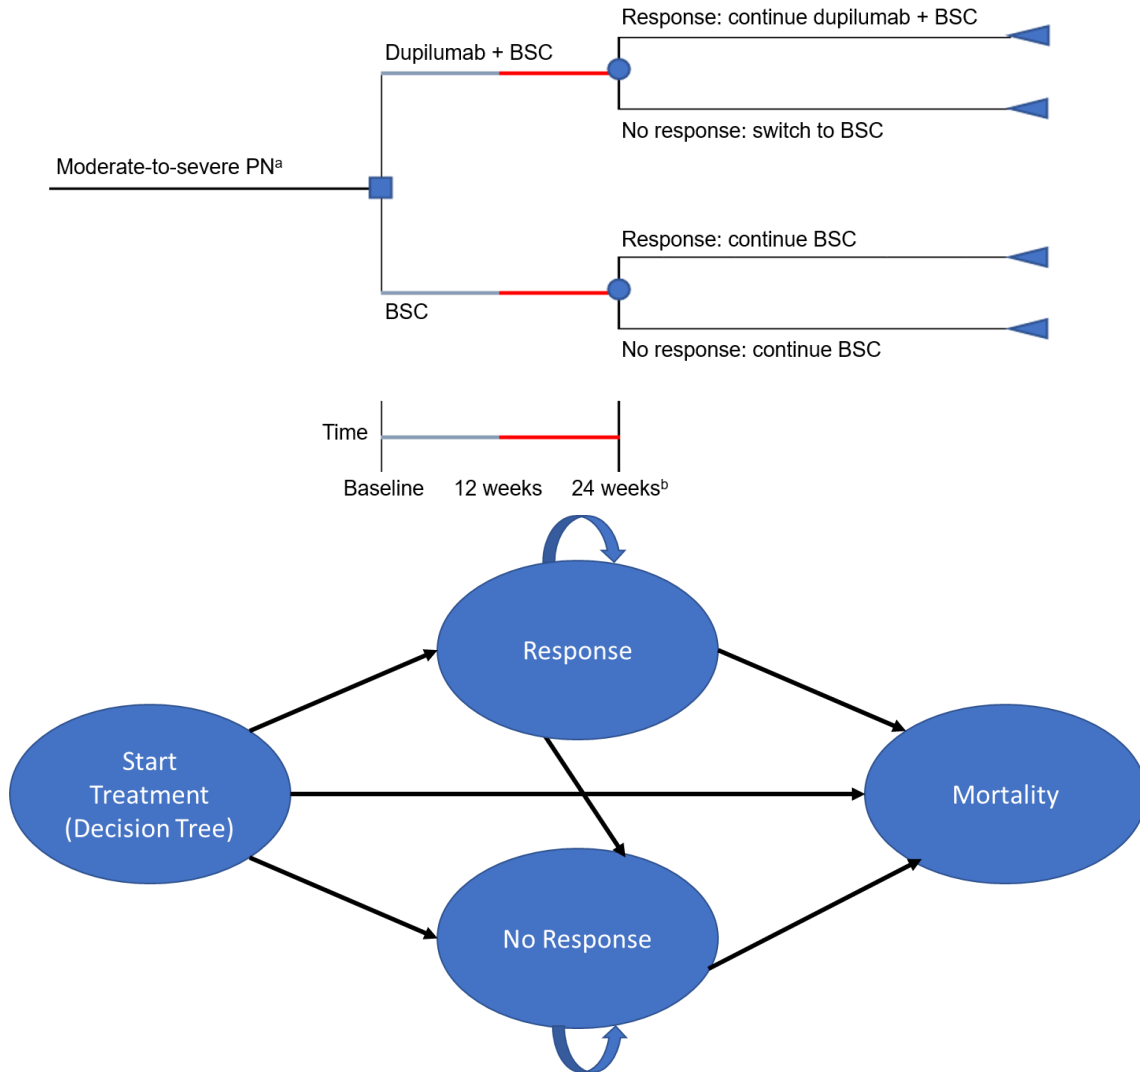 Response: continue dupilumab + BSC
Dupilumab + BSC
No response: switch to BSC
Moderate-to-severe PNᵃ
Response: continue BSC
BSC
No response: continue BSC
Time
Baseline 12 weeks 24 weeksᵇ
Response
Start
Treatment
(Decision Tree)
Mortality
No Response